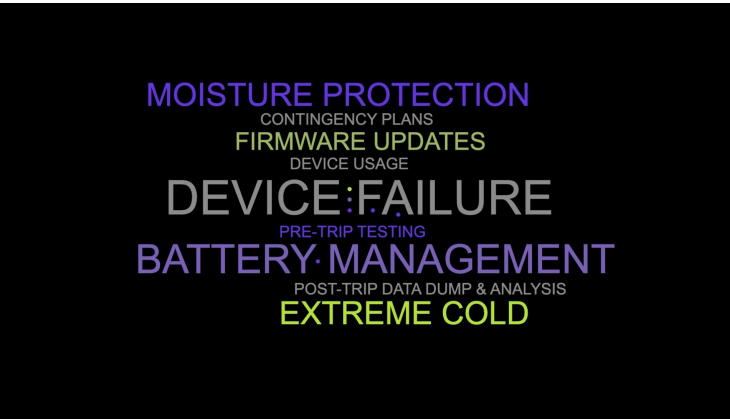 MOISTURE PROTECTION
CONTINGENCY PLANS
FIRMWARE UPDATES
DEVICE USAGE
DEVICE FAILURE
PRE-TRIP TESTING
BATTERY MANAGEMENT
POST-TRIP DATA DUMP & ANALYSIS
EXTREME COLD